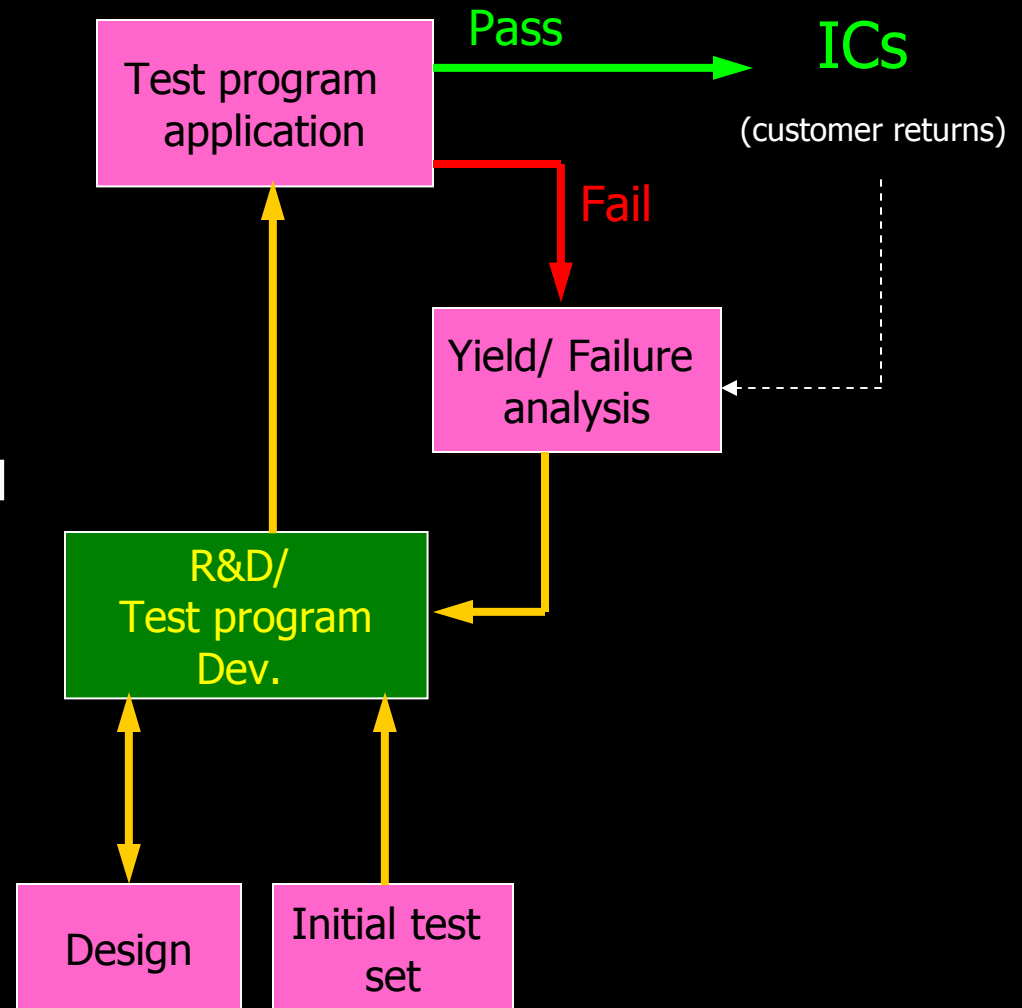 Pass
ICs
Test program
application
(customer returns)
Fail
Yield/ Failure
analysis
R&D/
Test program
Dev.
Design
Initial test
set